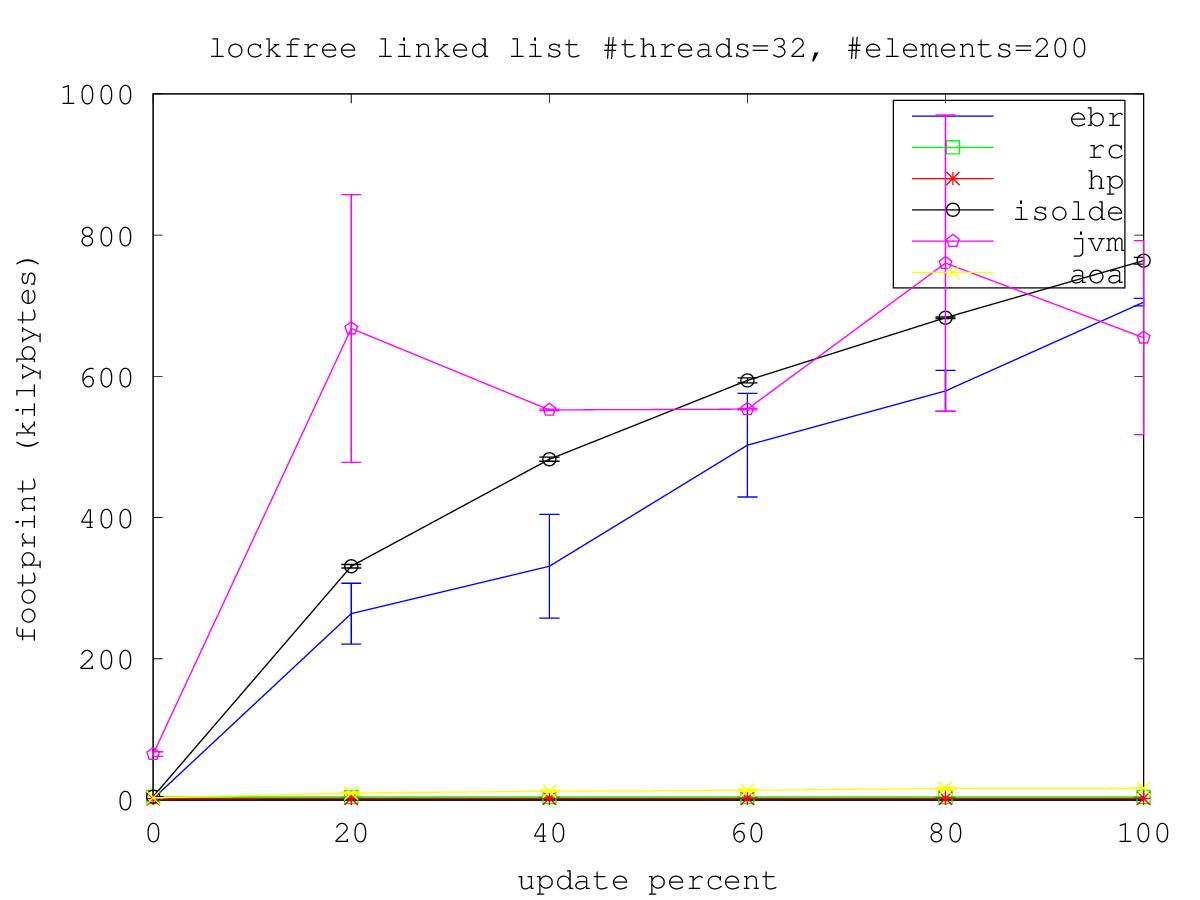 lockfree linked list #threads=32, #elements=200
1000
800
600
400
200
0
footprint (kilybytes)
ebr
rc
hp
isolde
jvm
aoa
0 20 40 60 80 100
update percent